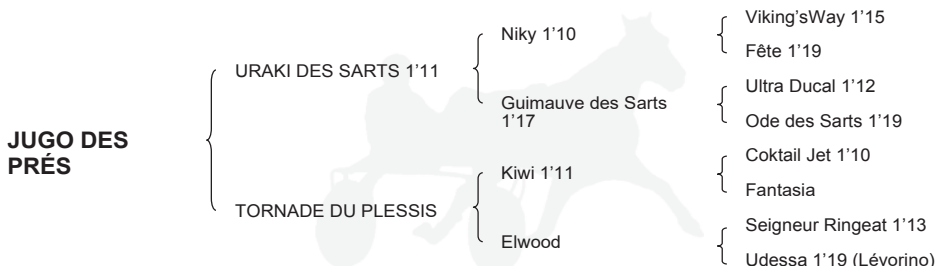 Viking'sWay 1'15
Niky 1'10
Fête 1'19
URAKI DES SARTS 1'11
Ultra Ducal 1'12
Guimauve des Sarts
1'17
Ode des Sarts 1'19
JUGO DES
PRÉS
Coktail Jet 1'10
Kiwi 1'11
Fantasia
TORNADE DU PLESSIS
Seigneur Ringeat 1'13
Elwood
Udessa 1'19 (Lévorino)